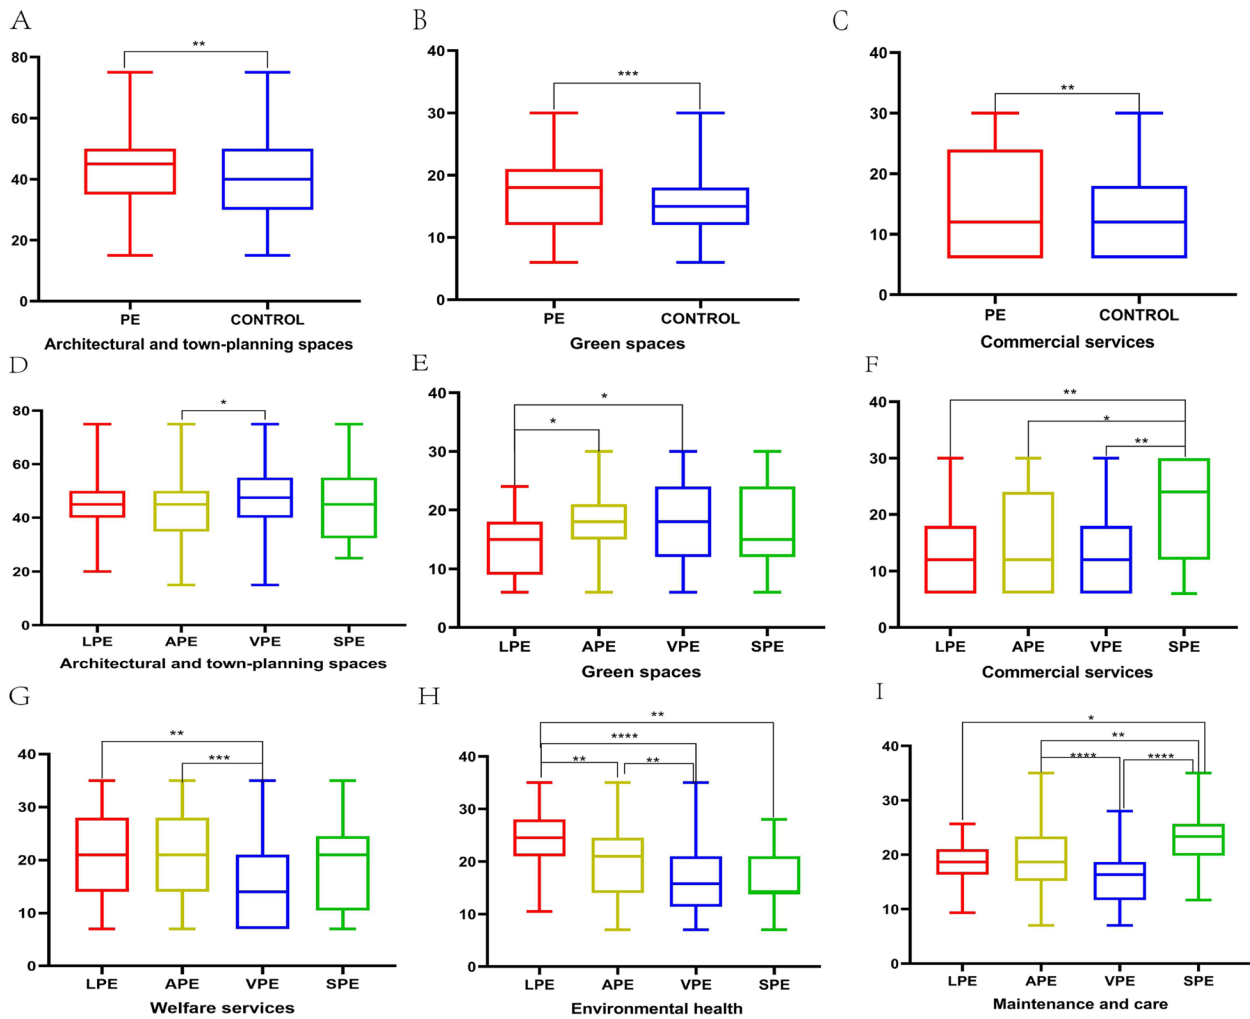 A
B
C
**
***
**
80
60
40
20
0
PE
CONTROL
Architectural and town-planning spaces
40
30
20
10
0
PE
CONTROL
Green spaces
40
30
20
10
0
PE
CONTROL
Commercial services
D
E
F
*
80
60
40
20
0
LPE
APE
VPE
SPE
Architectural and town-planning spaces
*
*
40
30
20
10
0
LPE
APE
VPE
SPE
Green spaces
**
*
**
40
30
20
10
0
LPE
APE
VPE
SPE
Commercial services
G
H
I
**
***
40
30
20
10
0
LPE
APE
VPE
SPE
Welfare services
**
****
**
**
40
30
20
10
0
LPE
APE
VPE
SPE
Environmental health
*
**
****
****
40
30
20
10
0
LPE
APE
VPE
SPE
Maintenance and care